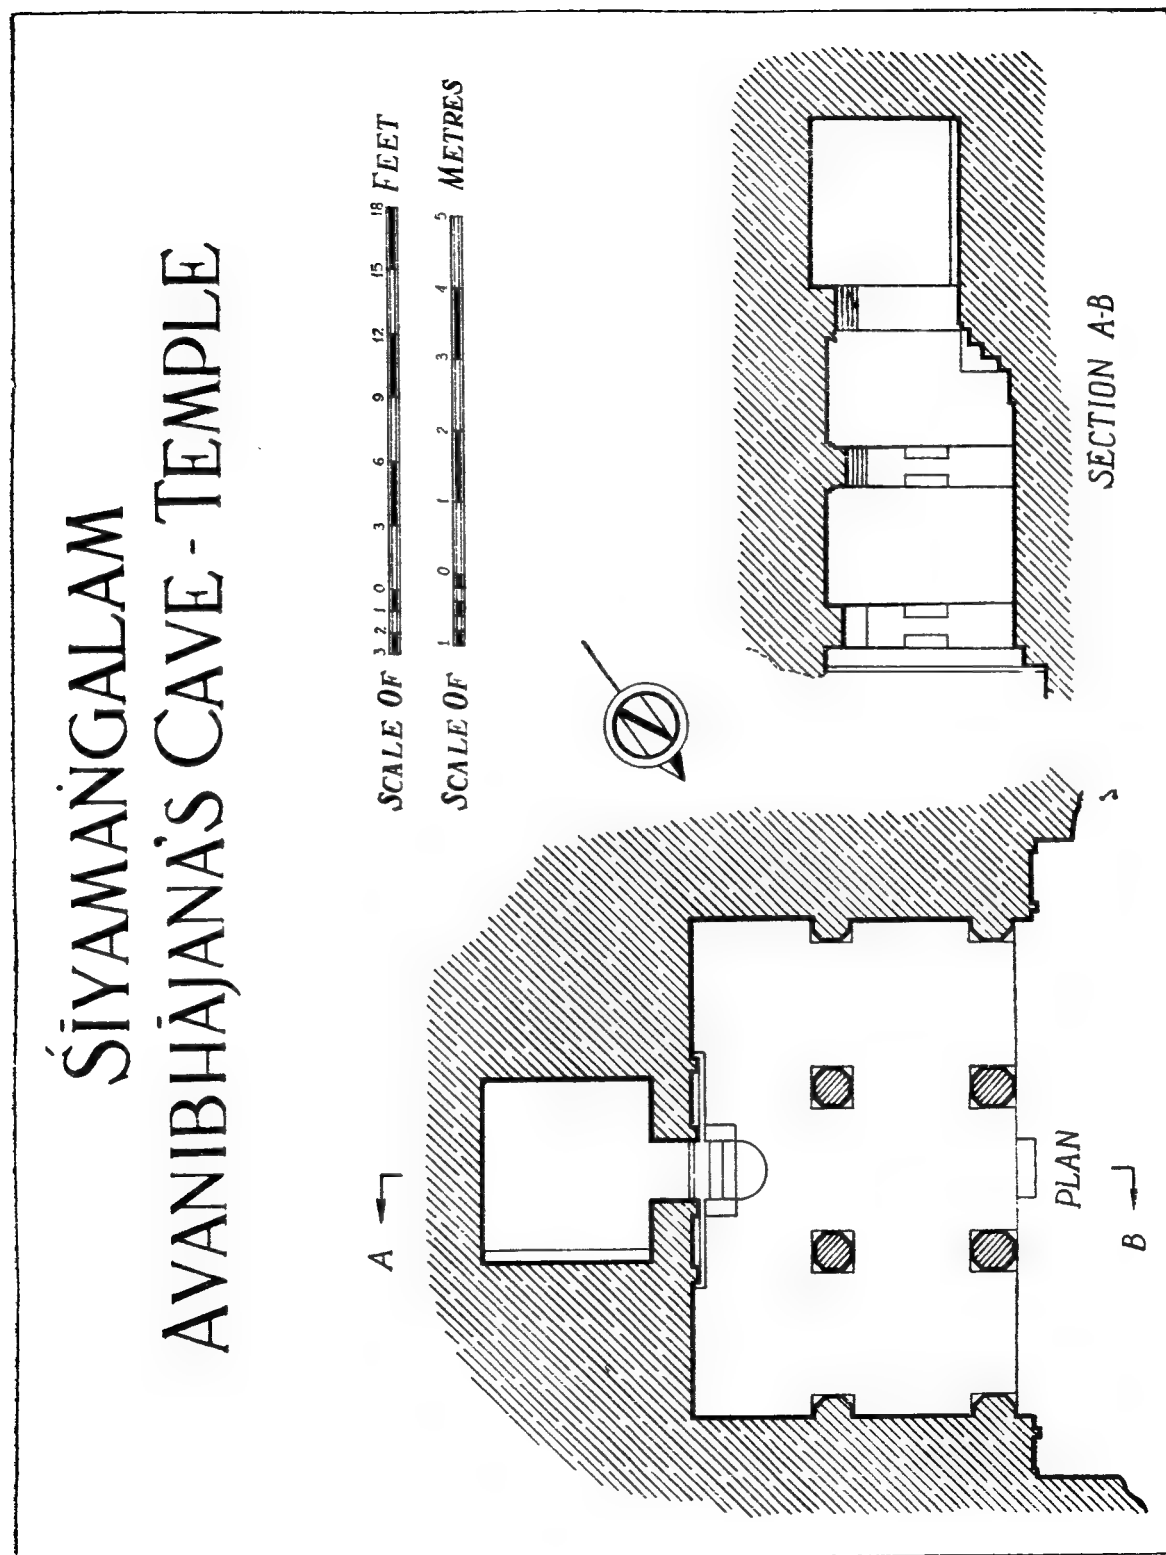 ŚĪYAMAṄGALAM
AVANIBHĀJANA'S CAVE-TEMPLE
SCALE OF 3 2 1 0 3 6 9 12 15 18 FEET
SCALE OF 1 0 1 2 3 4 5 METRES
N
A
B
PLAN
SECTION A-B